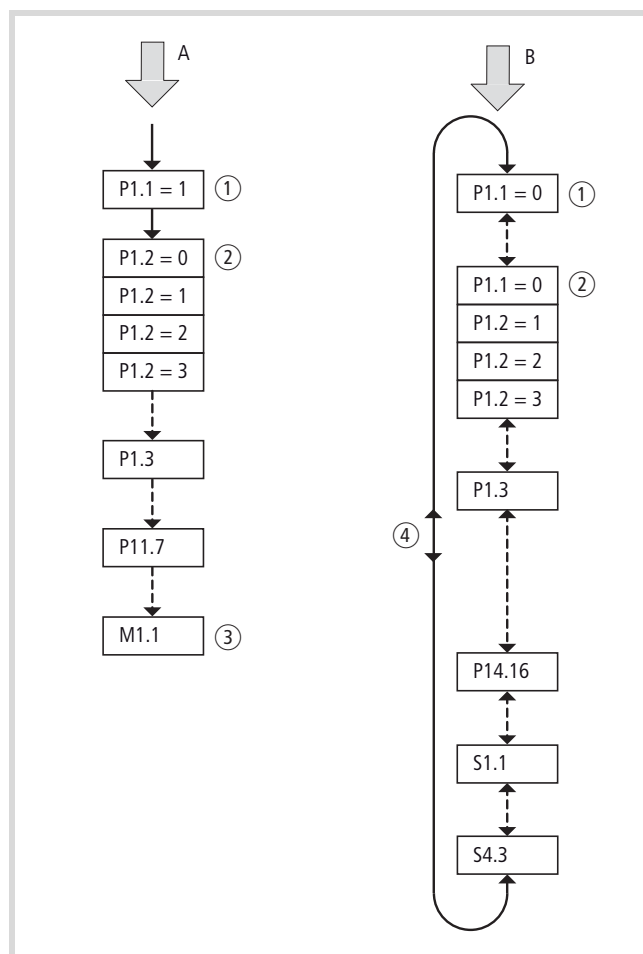 A
P1.1 = 1
①
P1.2 = 0
②
P1.2 = 1
P1.2 = 2
P1.2 = 3
P1.3
P11.7
M1.1
③
B
P1.1 = 0
①
P1.1 = 0
②
P1.2 = 1
P1.2 = 2
P1.2 = 3
P1.3
④
P14.16
S1.1
S4.3